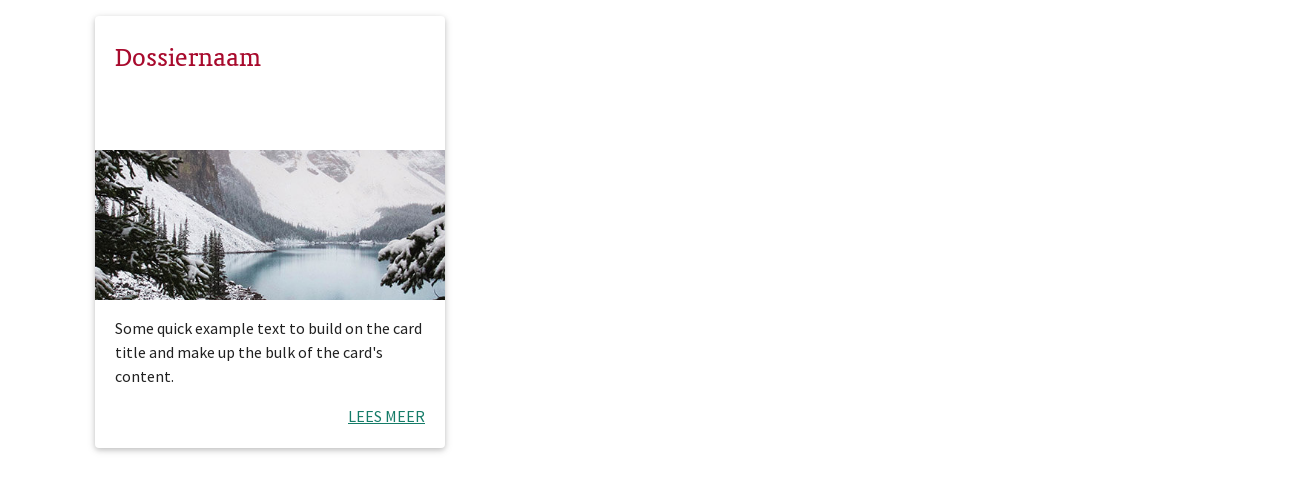 Dossiernaam
Some quick example text to build on the card
title and make up the bulk of the card's
content.
LEES MEER